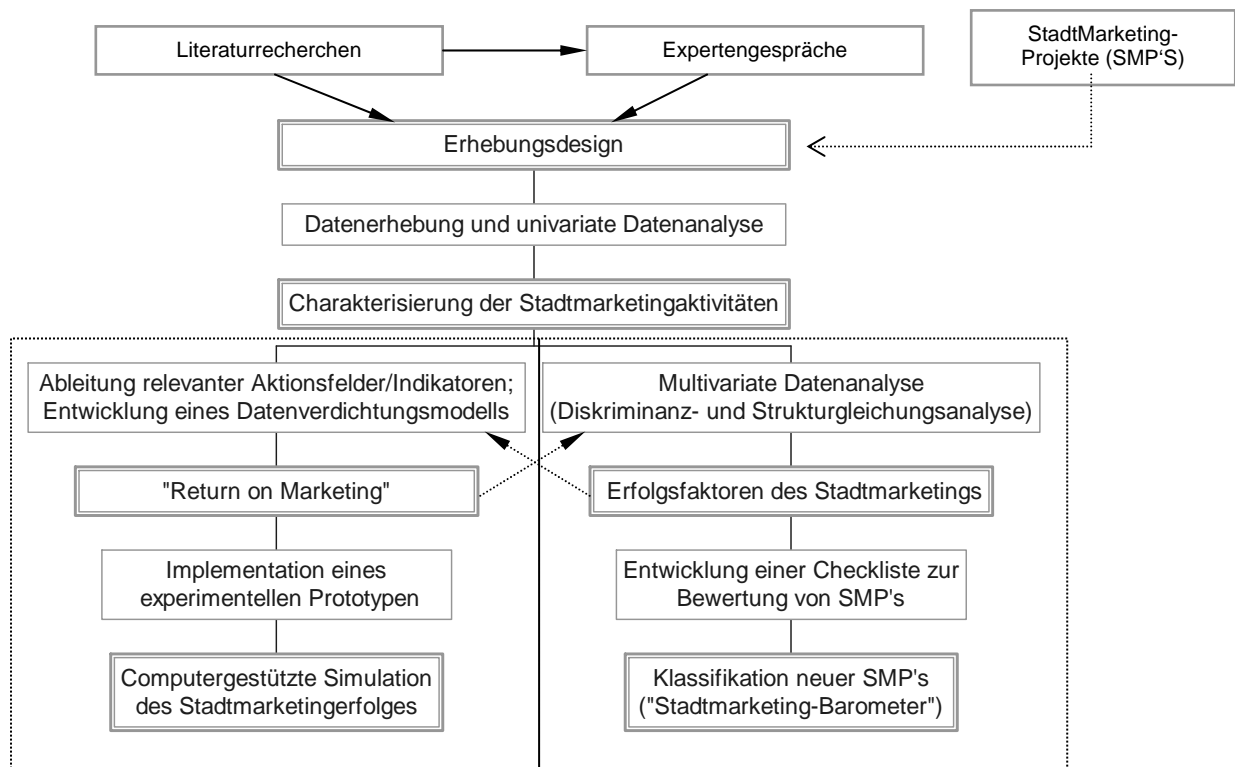 Literaturrecherchen
Expertengespräche
StadtMarketing-
Projekte (SMP‘S)
Erhebungsdesign
Datenerhebung und univariate Datenanalyse
Charakterisierung der Stadtmarketingaktivitäten
Ableitung relevanter Aktionsfelder/Indikatoren;
Entwicklung eines Datenverdichtungsmodells
Multivariate Datenanalyse
(Diskriminanz- und Strukturgleichungsanalyse)
"Return on Marketing"
Erfolgsfaktoren des Stadtmarketings
Implementation eines
experimentellen Prototypen
Entwicklung einer Checkliste zur
Bewertung von SMP's
Computergestützte Simulation
des Stadtmarketingerfolges
Klassifikation neuer SMP's
("Stadtmarketing-Barometer")